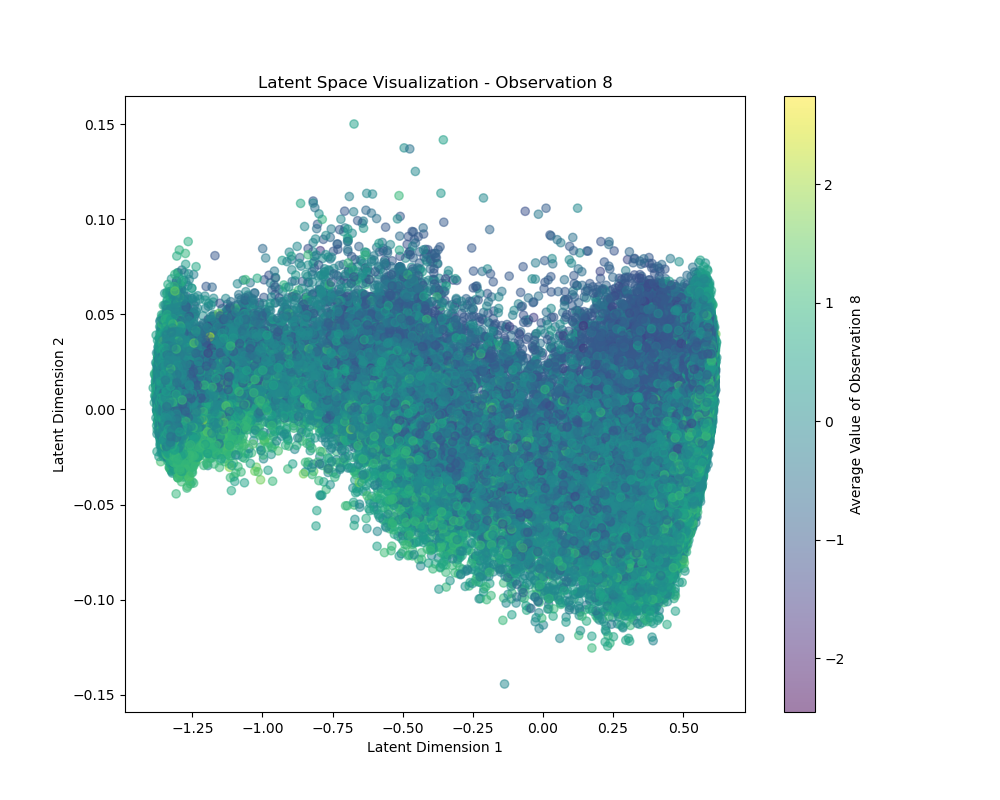 Latent Space Visualization - Observation 8
0.15
0.10
0.05
0.00
−0.05
−0.10
−0.15
Latent Dimension 2
−1.25 −1.00 −0.75 −0.50 −0.25 0.00 0.25 0.50
Latent Dimension 1
2
1
0
−1
−2
Average Value of Observation 8